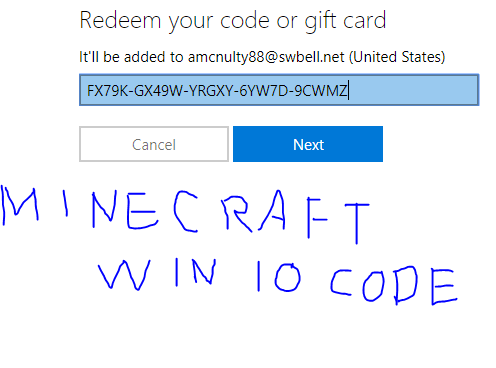 Redeem your code or gift card
It'll be added to amcnulty88@swbell.net (United States)
FX79K-GX49W-YRGXY-6YW7D-9CWMZ
Cancel Next
MINECRAFT
WIN 10 CODE